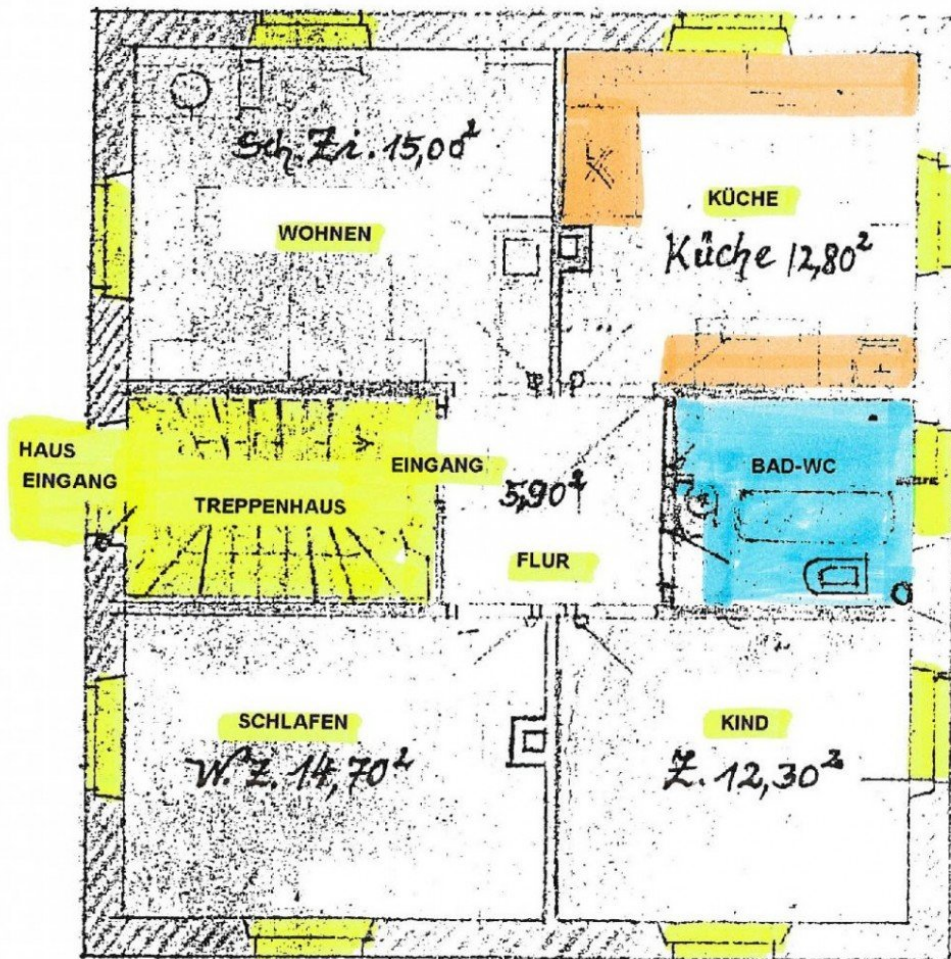 Sch. Zi. 15,00²
WOHNEN
KÜCHE
Küche 12,80²
HAUS
EINGANG
TREPPENHAUS
EINGANG
5,90²
FLUR
BAD-WC
SCHLAFEN
W. Z. 14,70²
KIND
Z. 12,30²